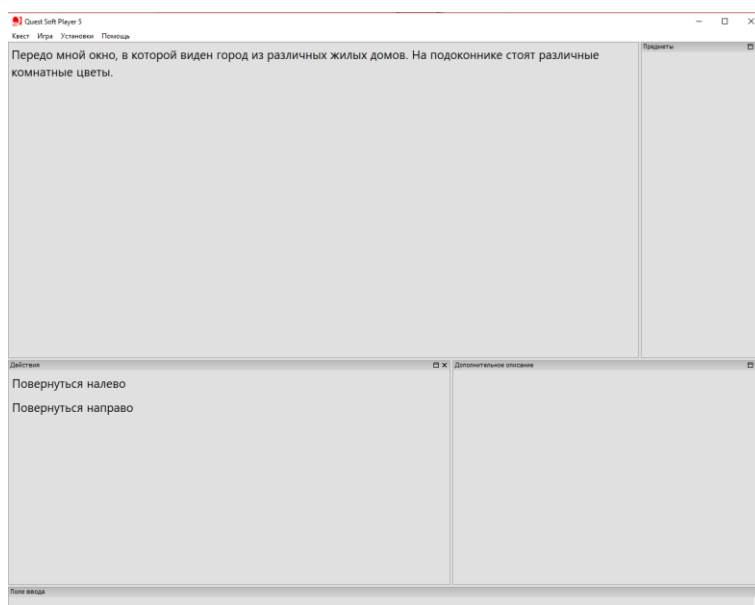 Quest Soft Player 5
Квест Игра Установки Помощь
Передо мной окно, в которой виден город из различных жилых домов. На подоконнике стоят различные
комнатные цветы.
Предметы
Действия
Повернуться налево
Повернуться направо
Дополнительное описание
Поле ввода